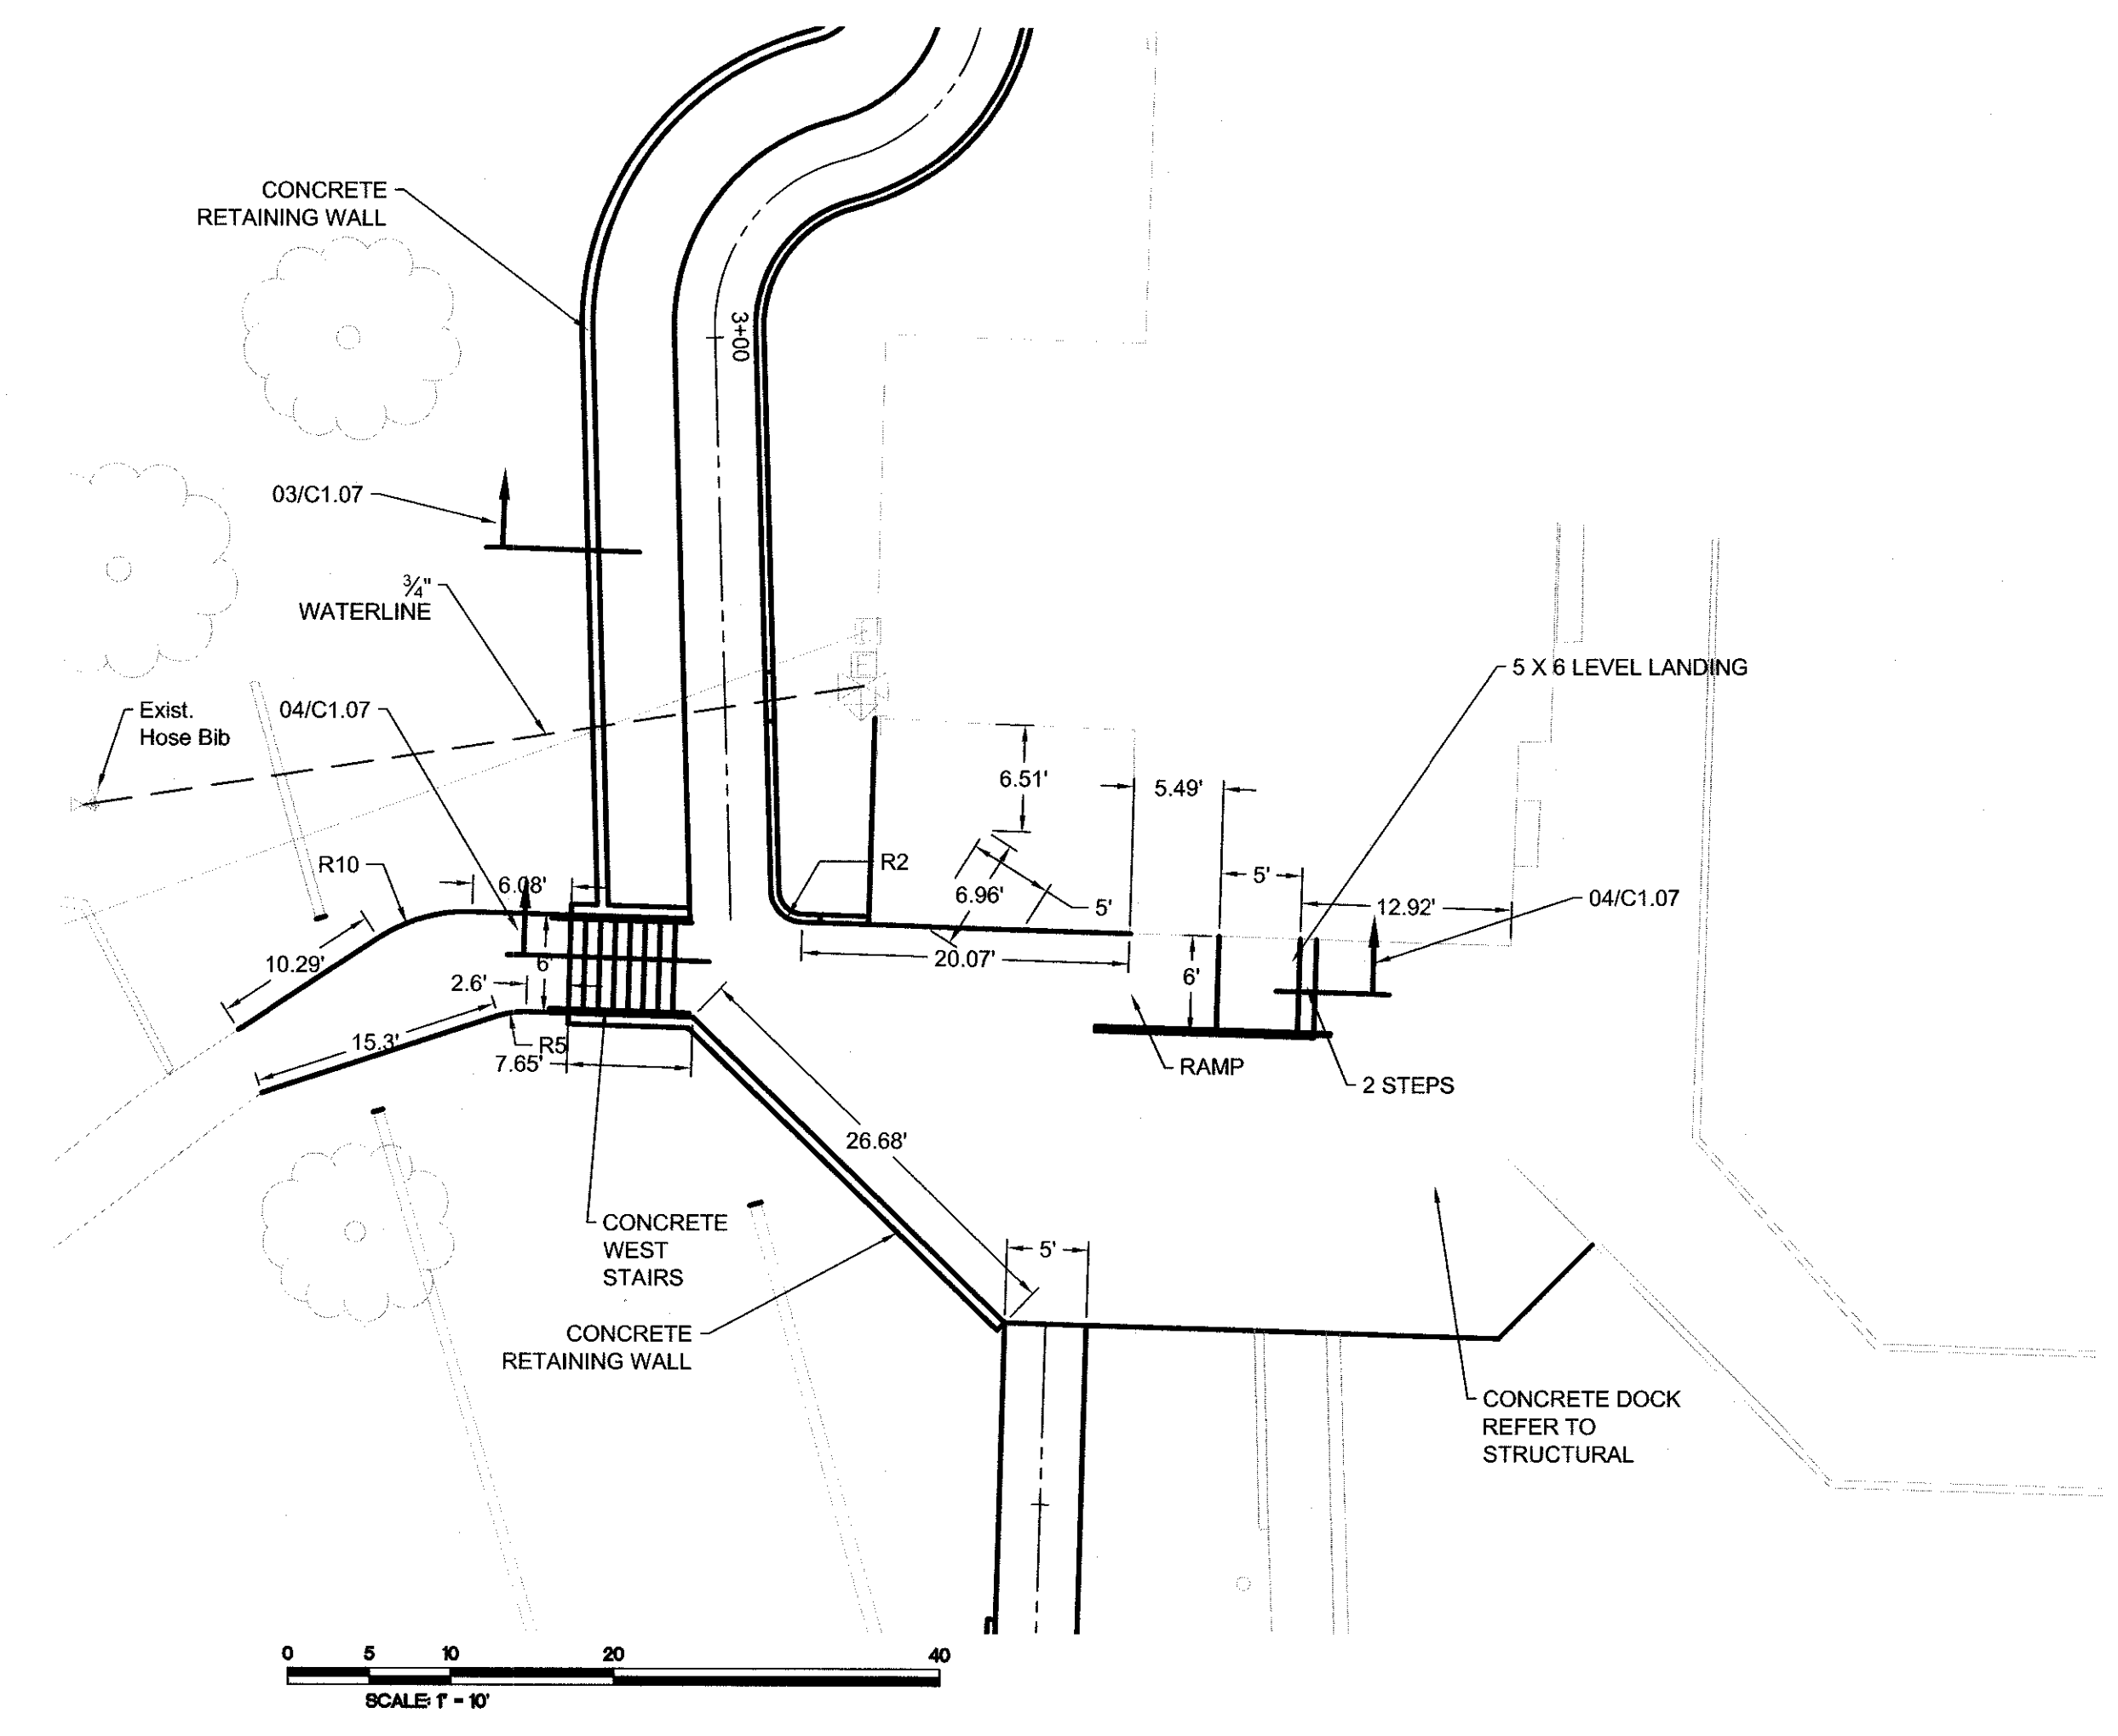 CONCRETE
RETAINING WALL
3+00
03/C1.07
3/4"
WATERLINE
5 X 6 LEVEL LANDING
Exist.
Hose Bib
04/C1.07
6.51'
5.49'
R10
R2
6.08'
6.96'
5'
5'
12.92'
04/C1.07
10.29'
6'
20.07'
6'
2.6'
15.3'
R5
7.65'
RAMP
2 STEPS
26.68'
CONCRETE
WEST
STAIRS
5'
CONCRETE
RETAINING WALL
CONCRETE DOCK
REFER TO
STRUCTURAL
0 5 10 20 40
SCALE: 1' = 10'